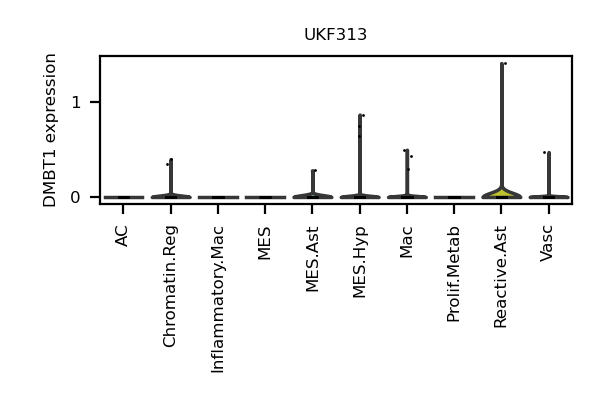 UKF313
DMBT1 expression
1
0
AC
Chromatin.Reg
Inflammatory.Mac
MES
MES.Ast
MES.Hyp
Mac
Prolif.Metab
Reactive.Ast
Vasc